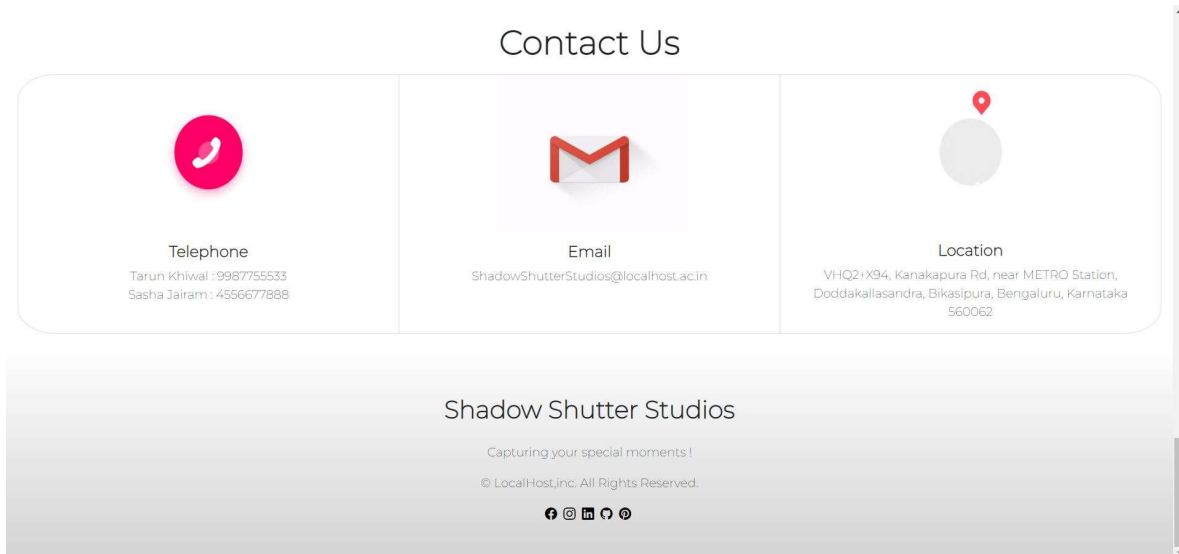 Contact Us
Telephone
Tarun Khiwal : 9987755533
Sasha Jairam : 4556677888
Email
ShadowShutterStudios@localhost.ac.in
Location
VHQ2+X94, Kanakapura Rd, near METRO Station,
Doddakallasandra, Bikasipura, Bengaluru, Karnataka
560062
Shadow Shutter Studios
Capturing your special moments !
© LocalHost,inc. All Rights Reserved.